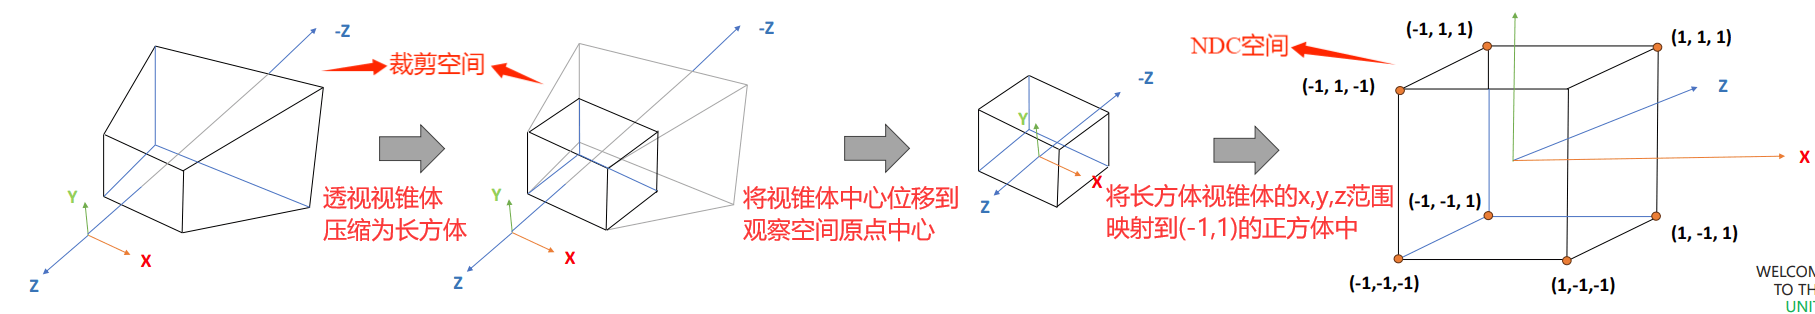 -Z
裁剪空间
Y
X
Z
透视视锥体
压缩为长方体
-Z
Y
X
Z
将视锥体中心位移到
观察空间原点中心
-Z
Y
X
Z
将长方体视锥体的x,y,z范围
映射到(-1,1)的正方体中
NDC空间
(-1, 1, 1)
(1, 1, 1)
(-1, 1, -1)
Z
X
(-1, -1, 1)
(1, -1, 1)
(-1,-1,-1)
(1,-1,-1)
WELCOM
TO TH
UNIT